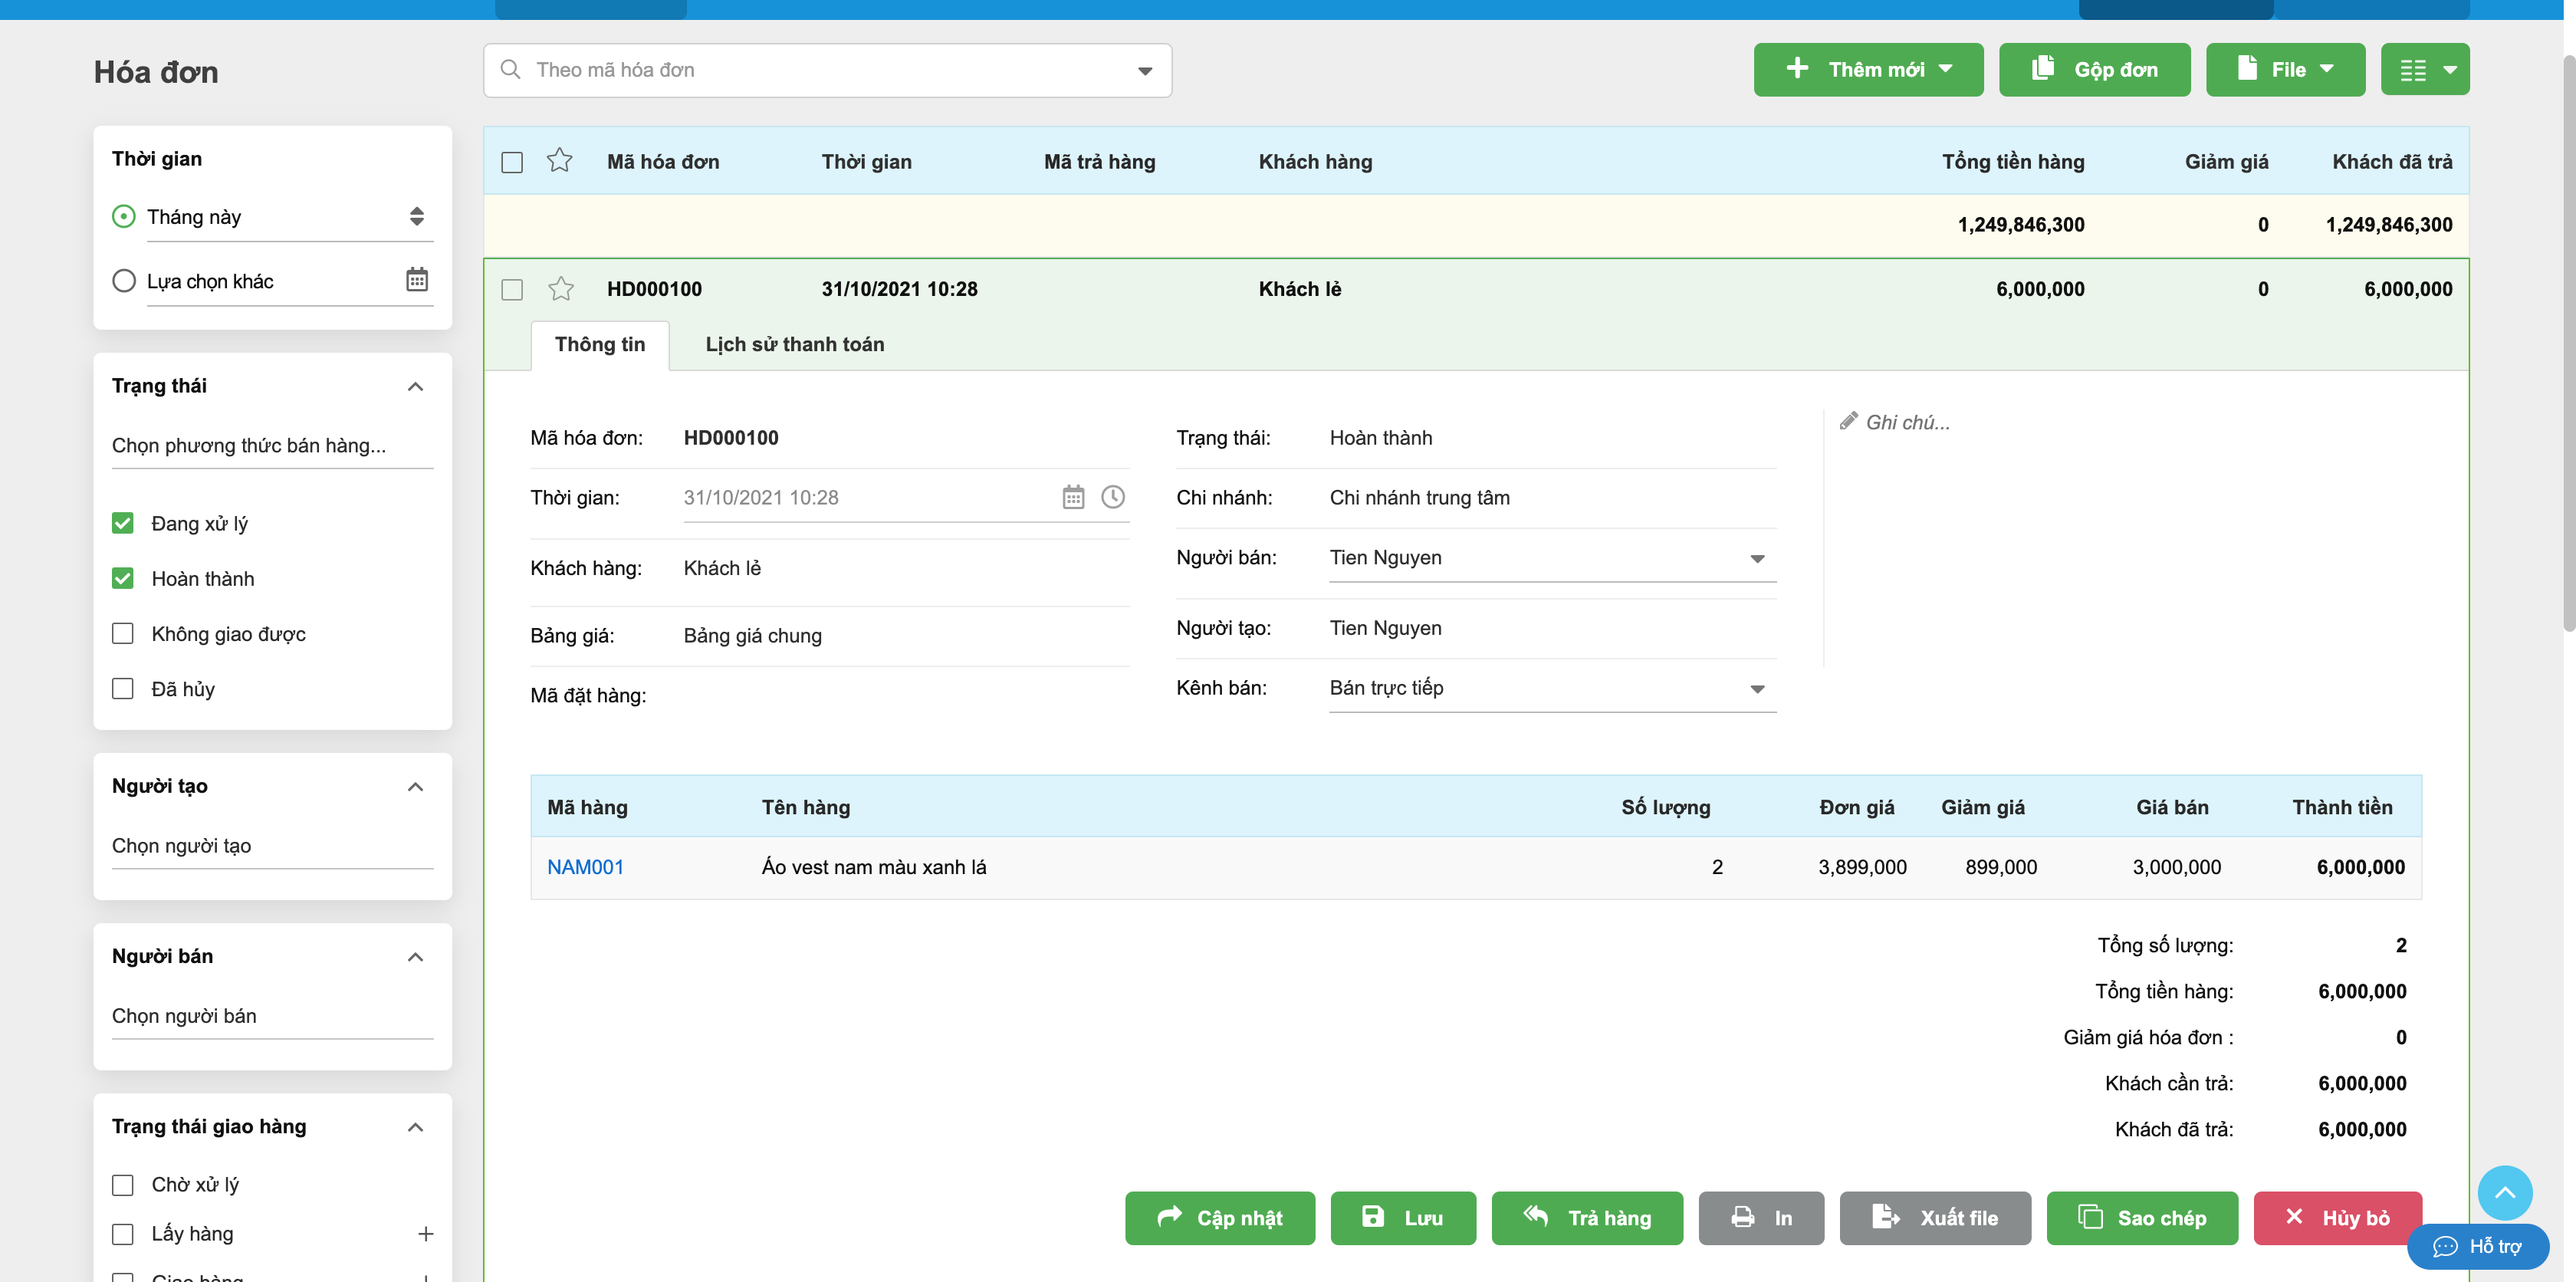 Hóa đơn
Theo mã hóa đơn
Thêm mới
Gộp đơn
File
Thời gian
Tháng này
Lựa chọn khác
Trạng thái
Chọn phương thức bán hàng...
Đang xử lý
Hoàn thành
Không giao được
Đã hủy
Người tạo
Chọn người tạo
Người bán
Chọn người bán
Trạng thái giao hàng
Chờ xử lý
Lấy hàng
Giao hàng
Mã hóa đơn Thời gian Mã trả hàng Khách hàng Tổng tiền hàng Giảm giá Khách đã trả
1,249,846,300 0 1,249,846,300
HD000100 31/10/2021 10:28 Khách lẻ 6,000,000 0 6,000,000
Thông tin Lịch sử thanh toán
Mã hóa đơn: HD000100
Thời gian: 31/10/2021 10:28
Khách hàng: Khách lẻ
Bảng giá: Bảng giá chung
Mã đặt hàng:
Trạng thái: Hoàn thành
Chi nhánh: Chi nhánh trung tâm
Người bán: Tien Nguyen
Người tạo: Tien Nguyen
Kênh bán: Bán trực tiếp
Ghi chú...
Mã hàng Tên hàng Số lượng Đơn giá Giảm giá Giá bán Thành tiền
NAM001 Áo vest nam màu xanh lá 2 3,899,000 899,000 3,000,000 6,000,000
Tổng số lượng: 2
Tổng tiền hàng: 6,000,000
Giảm giá hóa đơn : 0
Khách cần trả: 6,000,000
Khách đã trả: 6,000,000
Cập nhật
Lưu
Trả hàng
In
Xuất file
Sao chép
Hủy bỏ
Hỗ trợ